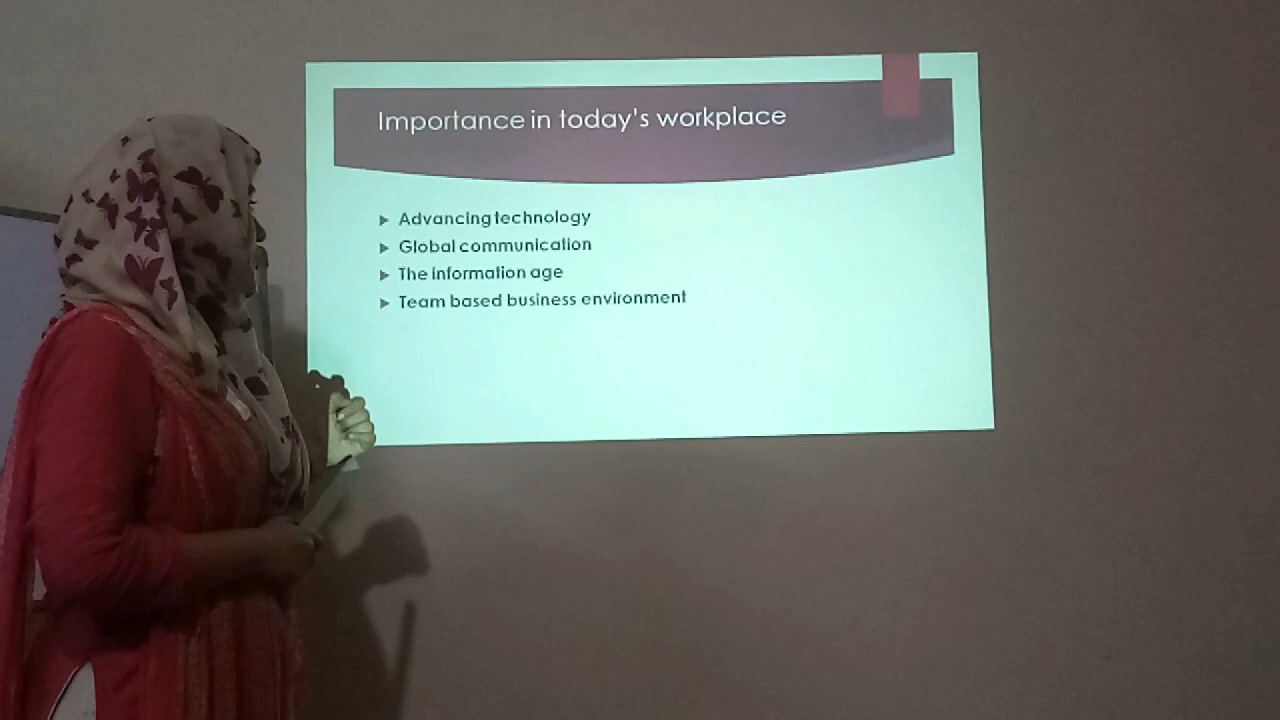 Importance in today's workplace
Advancing technology
Global communication
The information age
Team based business environment